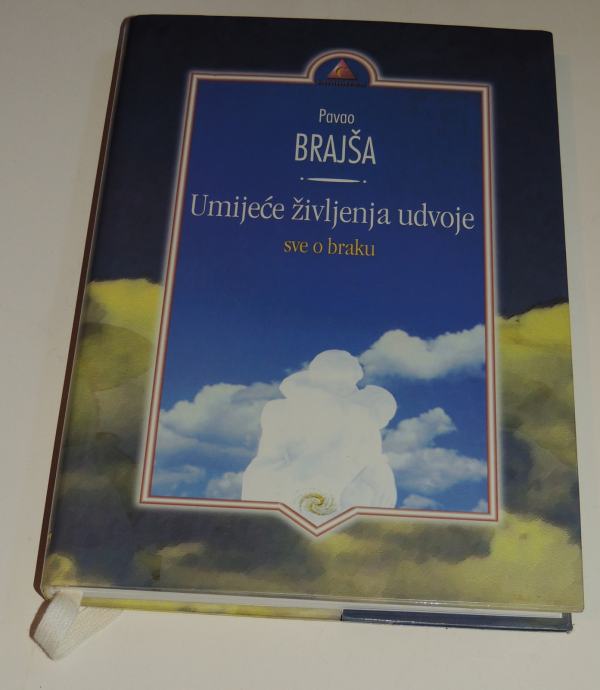 Pavao
BRAJŠA
Umijeće življenja udvoje
sve o braku